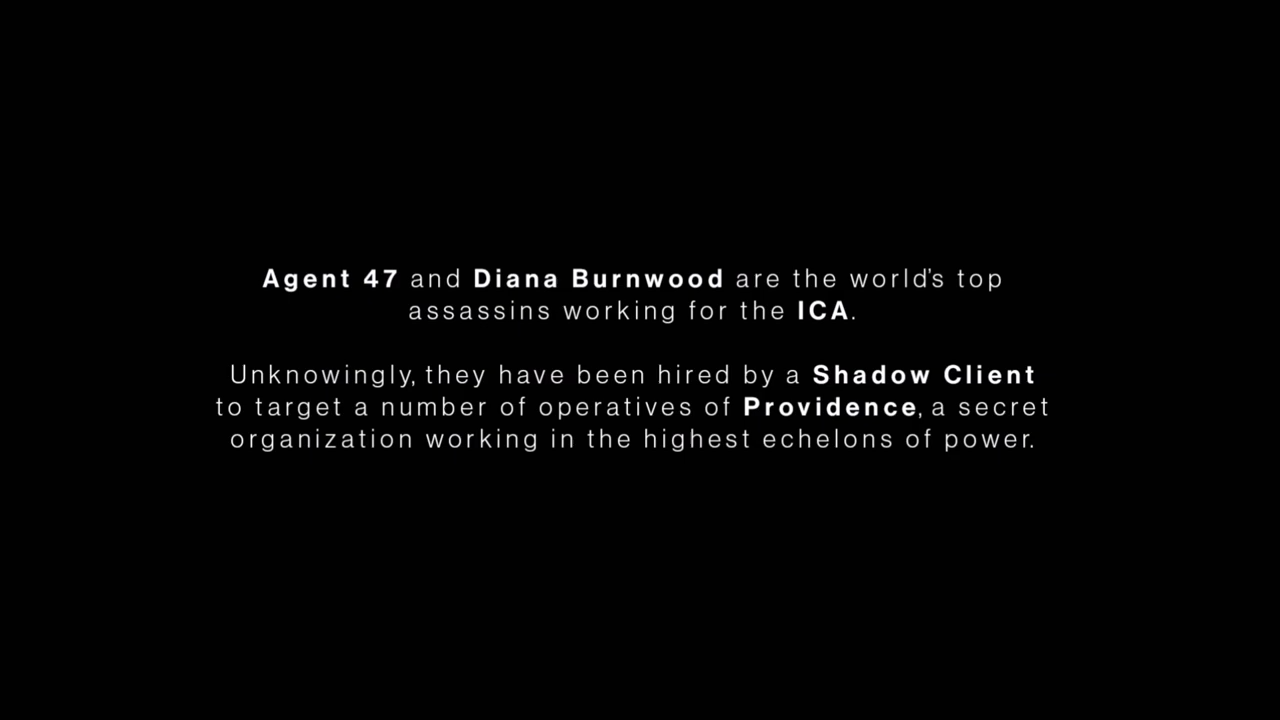 Agent 47 and Diana Burnwood are the world's top
assassins working for the ICA.
Unknowingly, they have been hired by a Shadow Client
to target a number of operatives of Providence, a secret
organization working in the highest echelons of power.